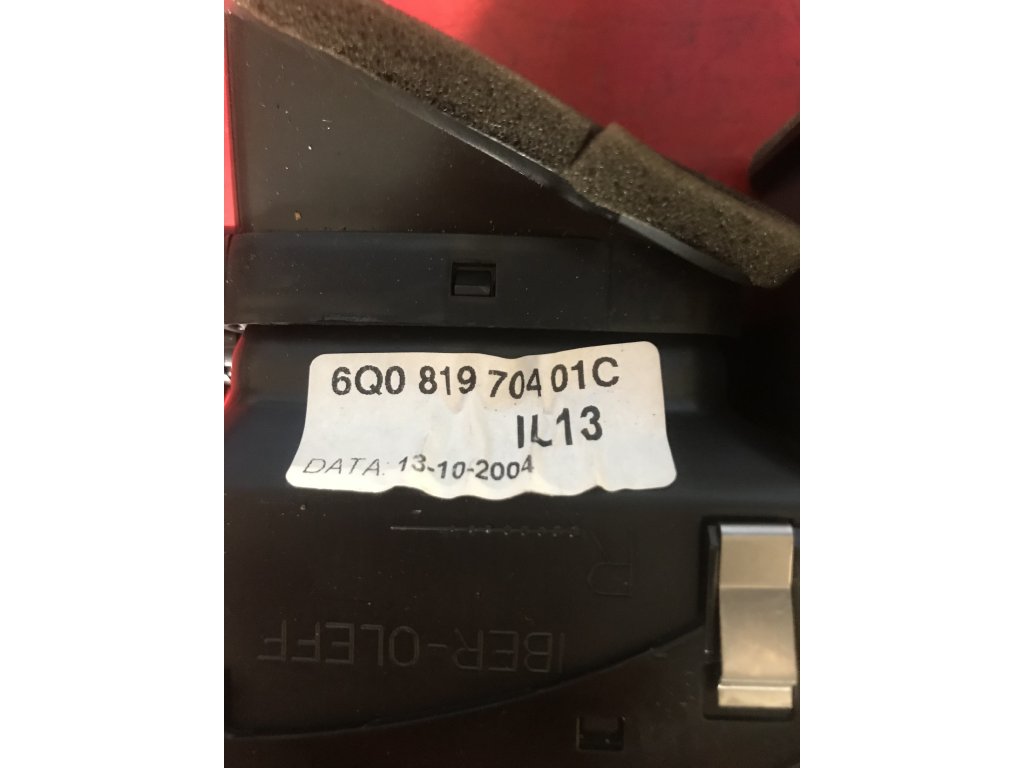 6Q0 819 704 01C
IL13
DATA: 13-10-2004
R
IBER-OLEFF